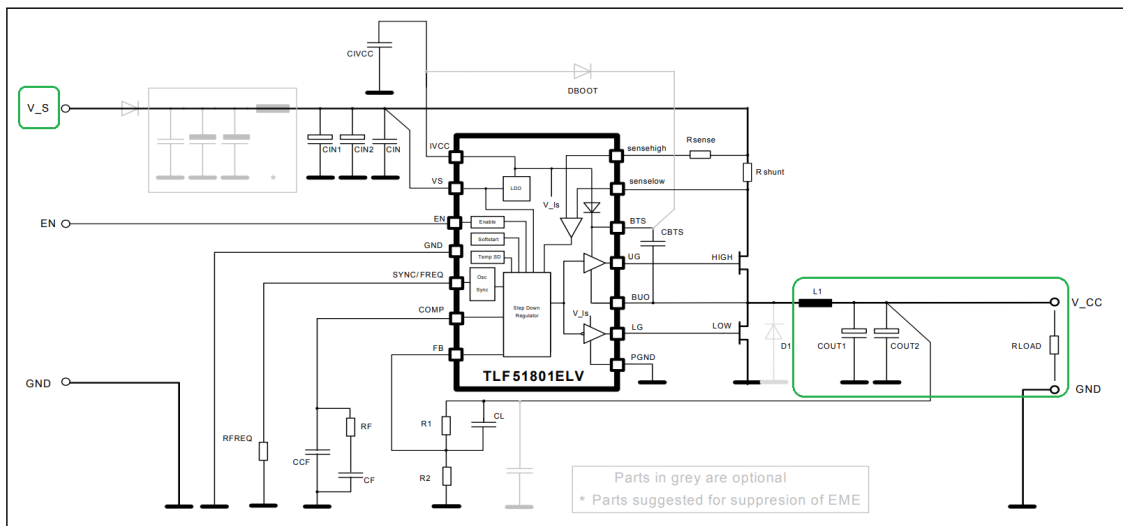 CIVCC
DBOOT
V_S
*
CIN1
CIN2
CIN
IVCC
sensehigh
Rsense
R shunt
LDO
VS
senselow
V_Is
EN
EN
Enable
BTS
CBTS
Softstart
GND
Temp SD
UG
HIGH
SYNC/FREQ
Osc
Sync
BUO
L1
V_CC
COMP
Step Down
Regulator
V_Is
LG
LOW
D1
COUT1
COUT2
RLOAD
FB
PGND
GND
TLF51801ELV
GND
RFREQ
CCF
RF
CF
R1
CL
R2
Parts in grey are optional
* Parts suggested for suppresion of EME